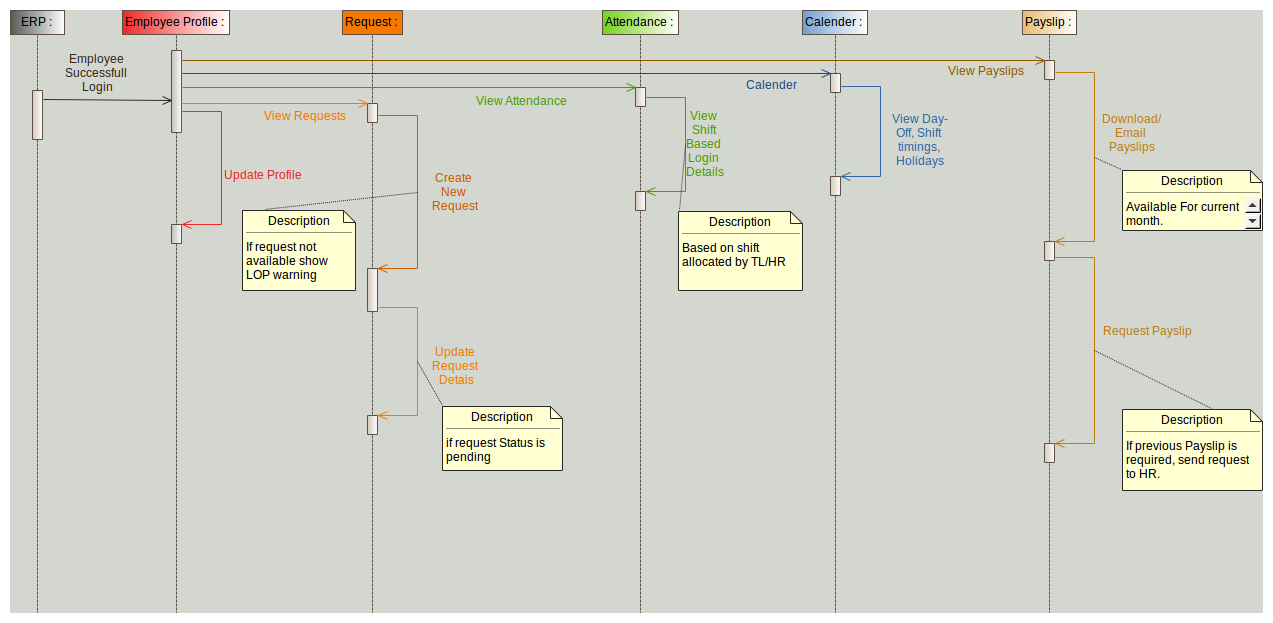 ERP :
Employee Profile :
Request :
Attendance :
Calender :
Payslip :
Employee
Successfull
Login
View Payslips
Calender
View Attendance
View Requests
Update Profile
Create
New
Request
View
Shift
Based
Login
Details
View Day-
Off, Shift
timings,
Holidays
Download/
Email
Payslips
Description
Available For current
month.
Description
If request not
available show
LOP warning
Description
Based on shift
allocated by TL/HR
Request Payslip
Update
Request
Detais
Description
if request Status is
pending
Description
If previous Payslip is
required, send request
to HR.